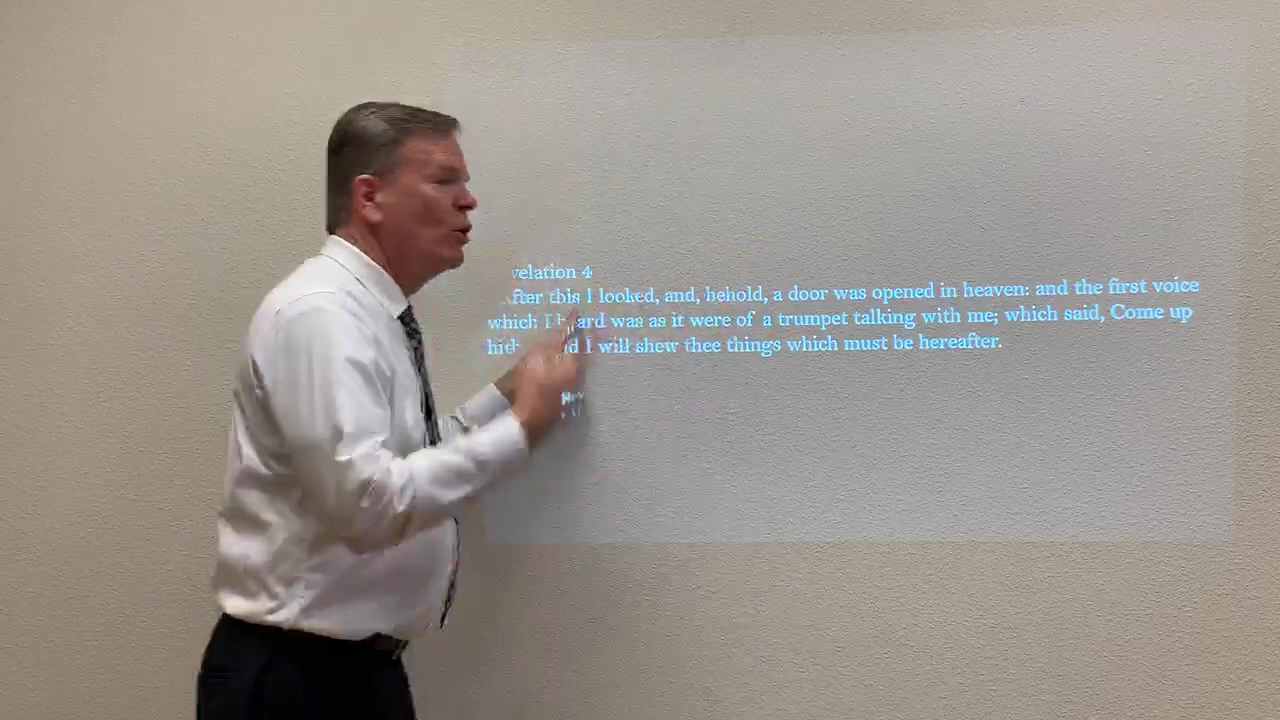 velation 4
fter this I looked, and, behold, a door was opened in heaven: and the first voice
which I heard was as it were of a trumpet talking with me; which said, Come up
I will shew thee things which must be hereafter.